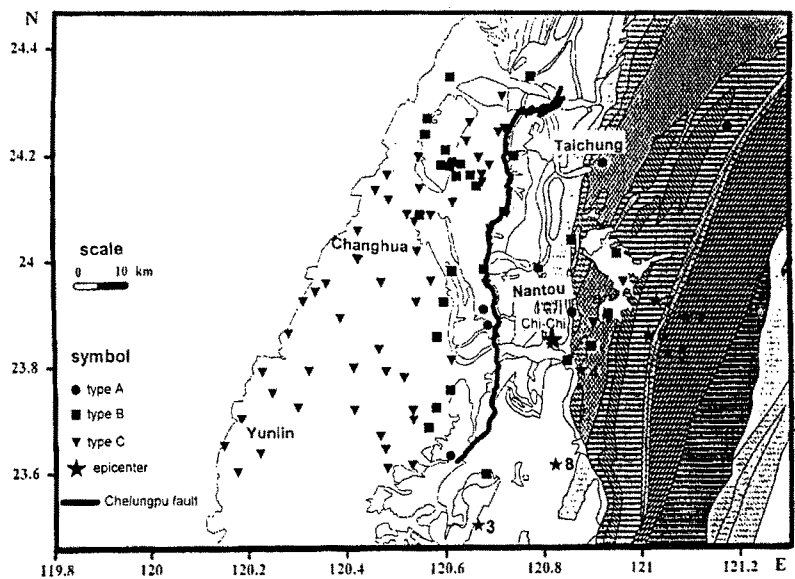 N
24.4
24.2
24
23.8
23.6
119.8 120 120.2 120.4 120.6 120.8 121 121.2 E
Taichung
Changhua
Nantou
Chi-Chi
Yunlin
8
3
scale
0 10 km
symbol
type A
type B
type C
epicenter
Chelungpu fault